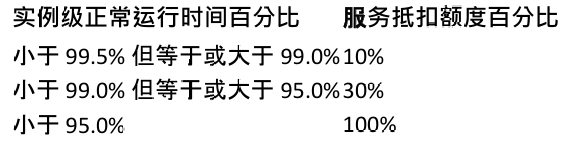 实例级正常运行时间百分比 服务抵扣额度百分比
小于 99.5% 但等于或大于 99.0% 10%
小于 99.0% 但等于或大于 95.0% 30%
小于 95.0% 100%